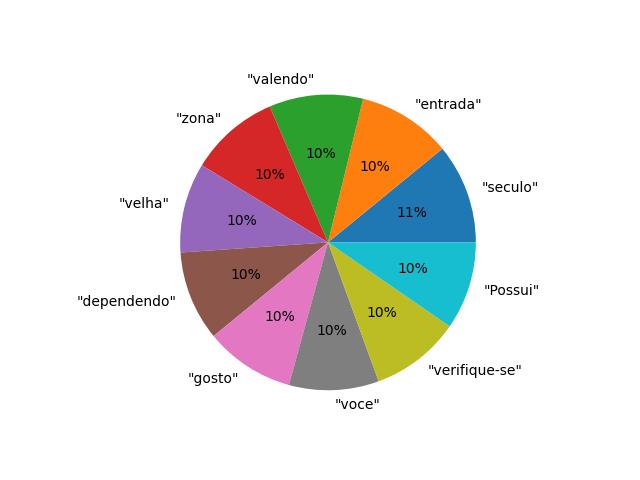 "valendo"
"entrada"
"zona"
10%
10%
10%
"seculo"
"velha"
10%
11%
10%
"dependendo"
10%
10%
"Possui"
10%
10%
10%
"gosto"
"verifique-se"
"voce"